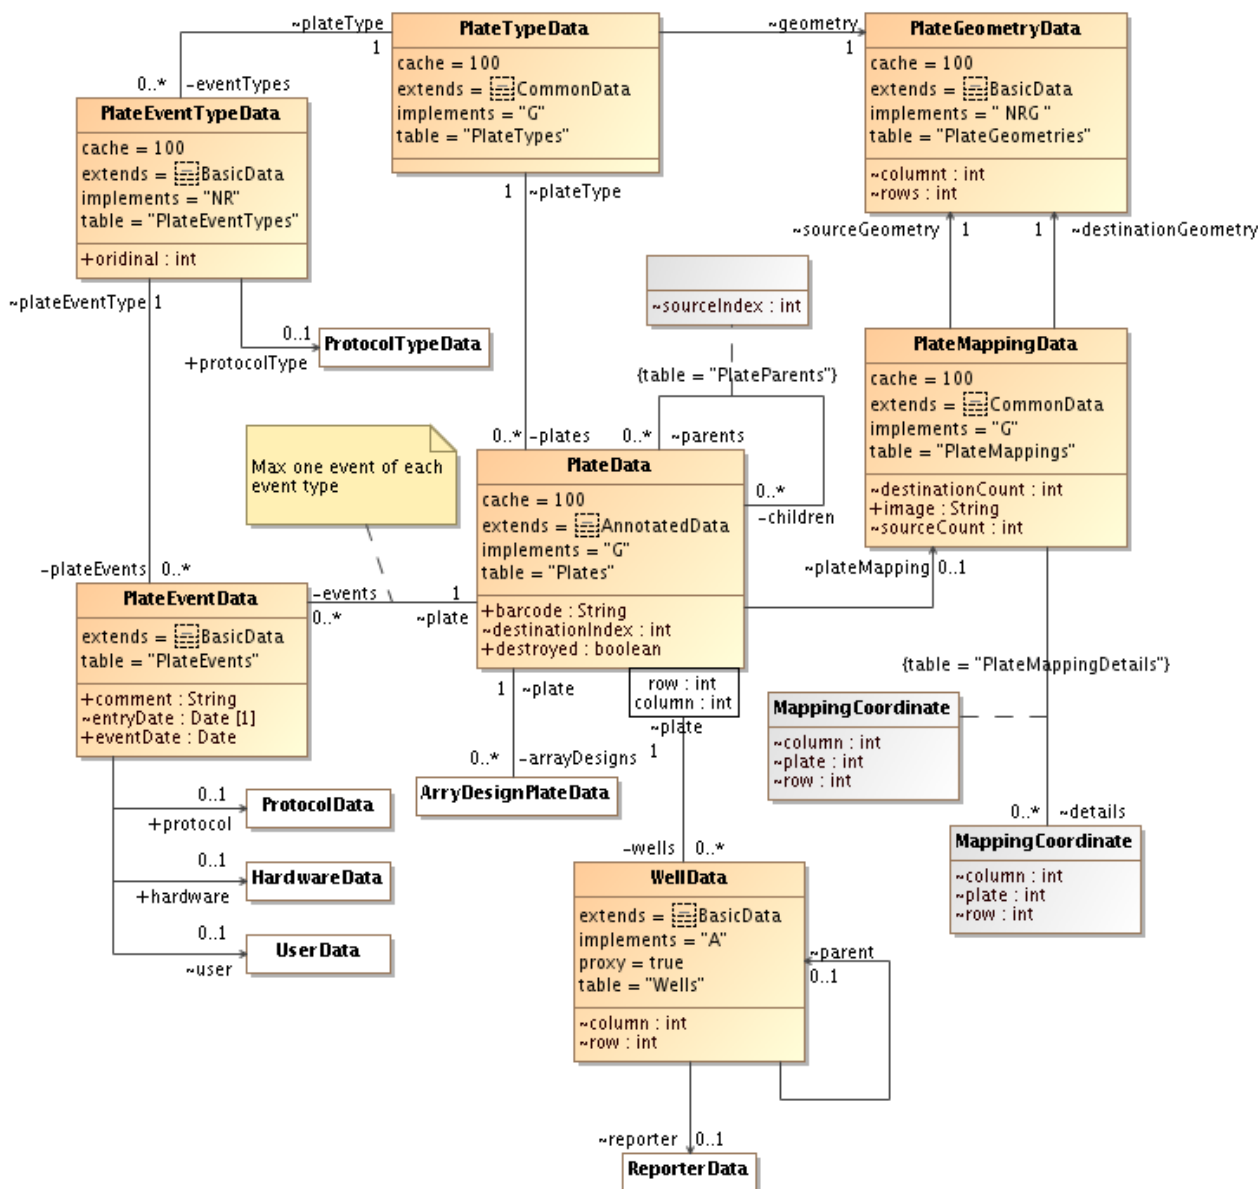 ~plateType
1
PlateTypeData
cache = 100
extends = CommonData
implements = "G"
table = "PlateTypes"
~geometry
1
PlateGeometryData
cache = 100
extends = BasicData
implements = " NRG "
table = "PlateGeometries"
~columnt : int
~rows : int
0..* -eventTypes
PlateEventTypeData
cache = 100
extends = BasicData
implements = "NR"
table = "PlateEventTypes"
+oridinal : int
1 ~plateType
~sourceGeometry 1
1 ~destinationGeometry
~sourceIndex : int
~plateEventType 1
0..1
+protocolType
ProtocolTypeData
{table = "PlateParents"}
PlateMappingData
cache = 100
extends = CommonData
implements = "G"
table = "PlateMappings"
~destinationCount : int
+image : String
~sourceCount : int
Max one event of each
event type
0..* -plates
0..* ~parents
PlateData
cache = 100
extends = AnnotatedData
implements = "G"
table = "Plates"
+barcode : String
~destinationIndex : int
+destroyed : boolean
0..*
-children
~plateMapping 0..1
-plateEvents 0..*
-events
0..*
1
~plate
PlateEventData
extends = BasicData
table = "PlateEvents"
+comment : String
~entryDate : Date [1]
+eventDate : Date
{table = "PlateMappingDetails"}
1 ~plate
row : int
column : int
~plate
1
MappingCoordinate
~column : int
~plate : int
~row : int
0..* -arrayDesigns
ArryDesignPlateData
0..1
+protocol
ProtocolData
0..* ~details
MappingCoordinate
~column : int
~plate : int
~row : int
0..1
+hardware
HardwareData
-wells 0..*
WellData
extends = BasicData
implements = "A"
proxy = true
table = "Wells"
~column : int
~row : int
0..1
~user
UserData
~parent
0..1
~reporter 0..1
ReporterData